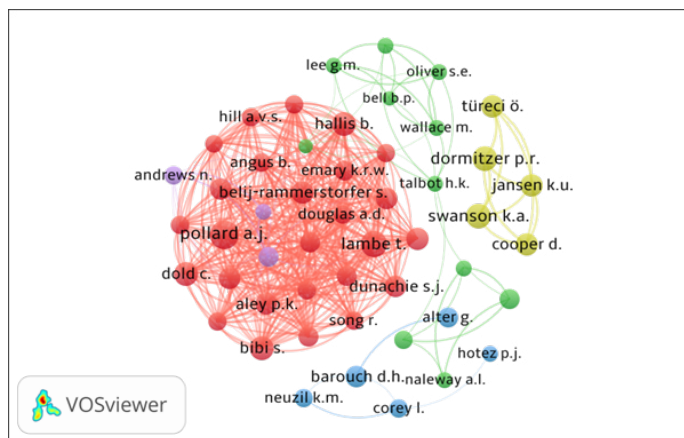 lee g.m.
oliver s.e.
bell b.p.
türeci ö.
hill a.v.s.
hallis b.
wallace m.
angus b.
emary k.r.w.
dormitzer p.r.
andrews n.
talbot h.k.
jansen k.u.
belij-rammerstorfer s.
douglas a.d.
swanson k.a.
pollard a.j.
lambe t.
cooper d.
dold c.
dunachie s.j.
aley p.k.
song r.
alter g.
bibi s.
hotez p.j.
barouch d.h.
naleway a.l.
neuzil k.m.
corey l.
VOSviewer